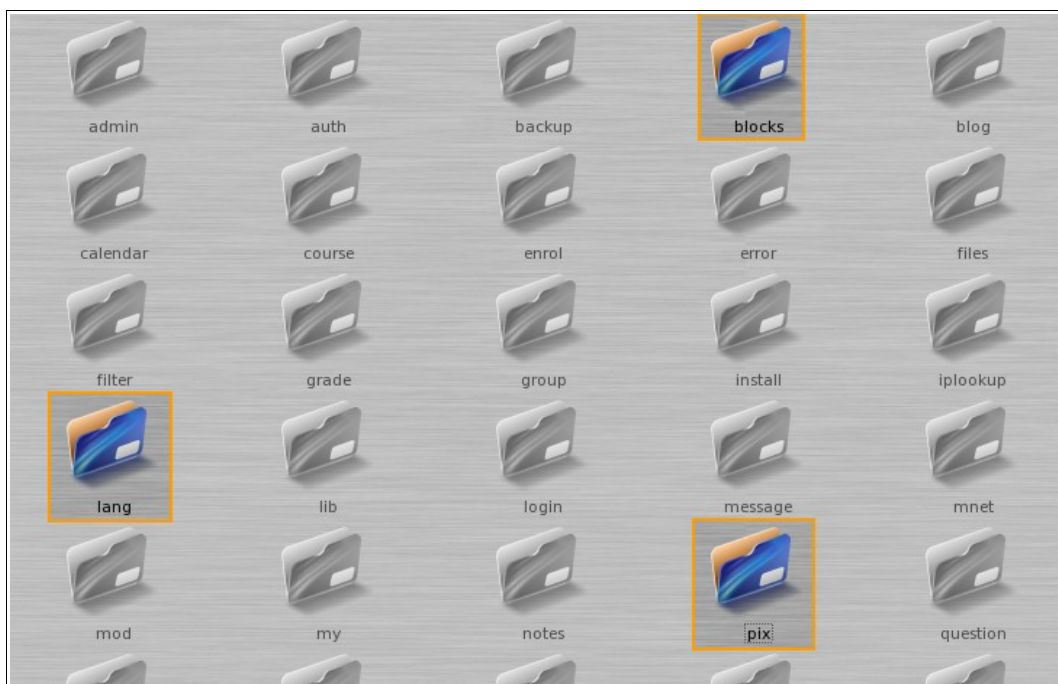 admin auth backup blocks blog
calendar course enrol error files
filter grade group install iplookup
lang lib login message mnet
mod my notes pix question